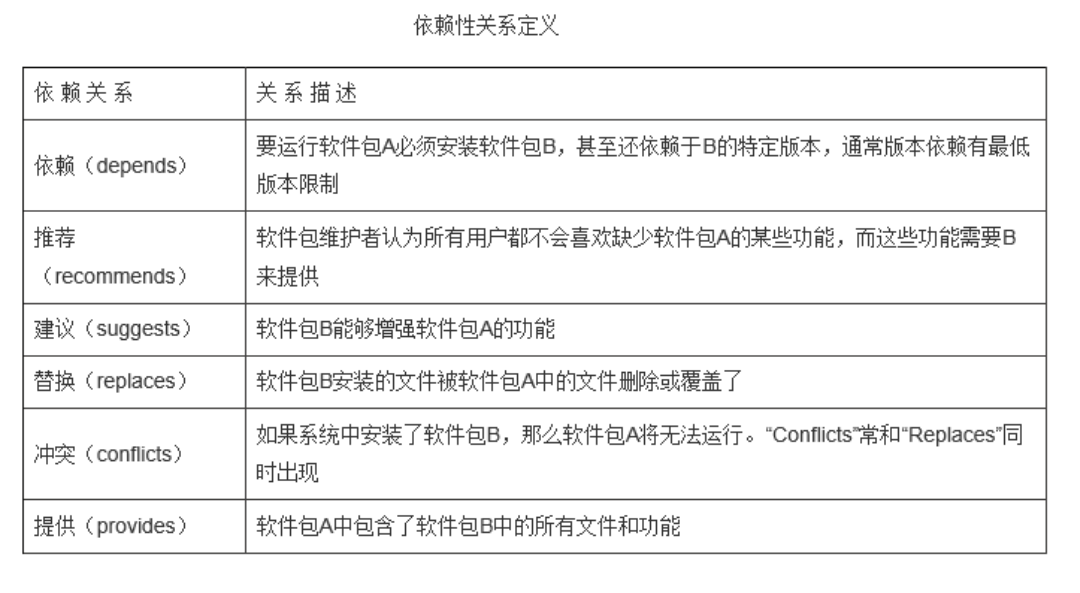 依赖性关系定义
依 赖 关 系
关 系 描 述
依赖（depends）
要运行软件包A必须安装软件包B，甚至还依赖于B的特定版本，通常版本依赖有最低
版本限制
推荐
（recommends）
软件包维护者认为所有用户都不会喜欢缺少软件包A的某些功能，而这些功能需要B
来提供
建议（suggests）
软件包B能够增强软件包A的功能
替换（replaces）
软件包B安装的文件被软件包A中的文件删除或覆盖了
冲突（conflicts）
如果系统中安装了软件包B，那么软件包A将无法运行。“Conflicts”常和“Replaces”同
时出现
提供（provides）
软件包A中包含了软件包B中的所有文件和功能